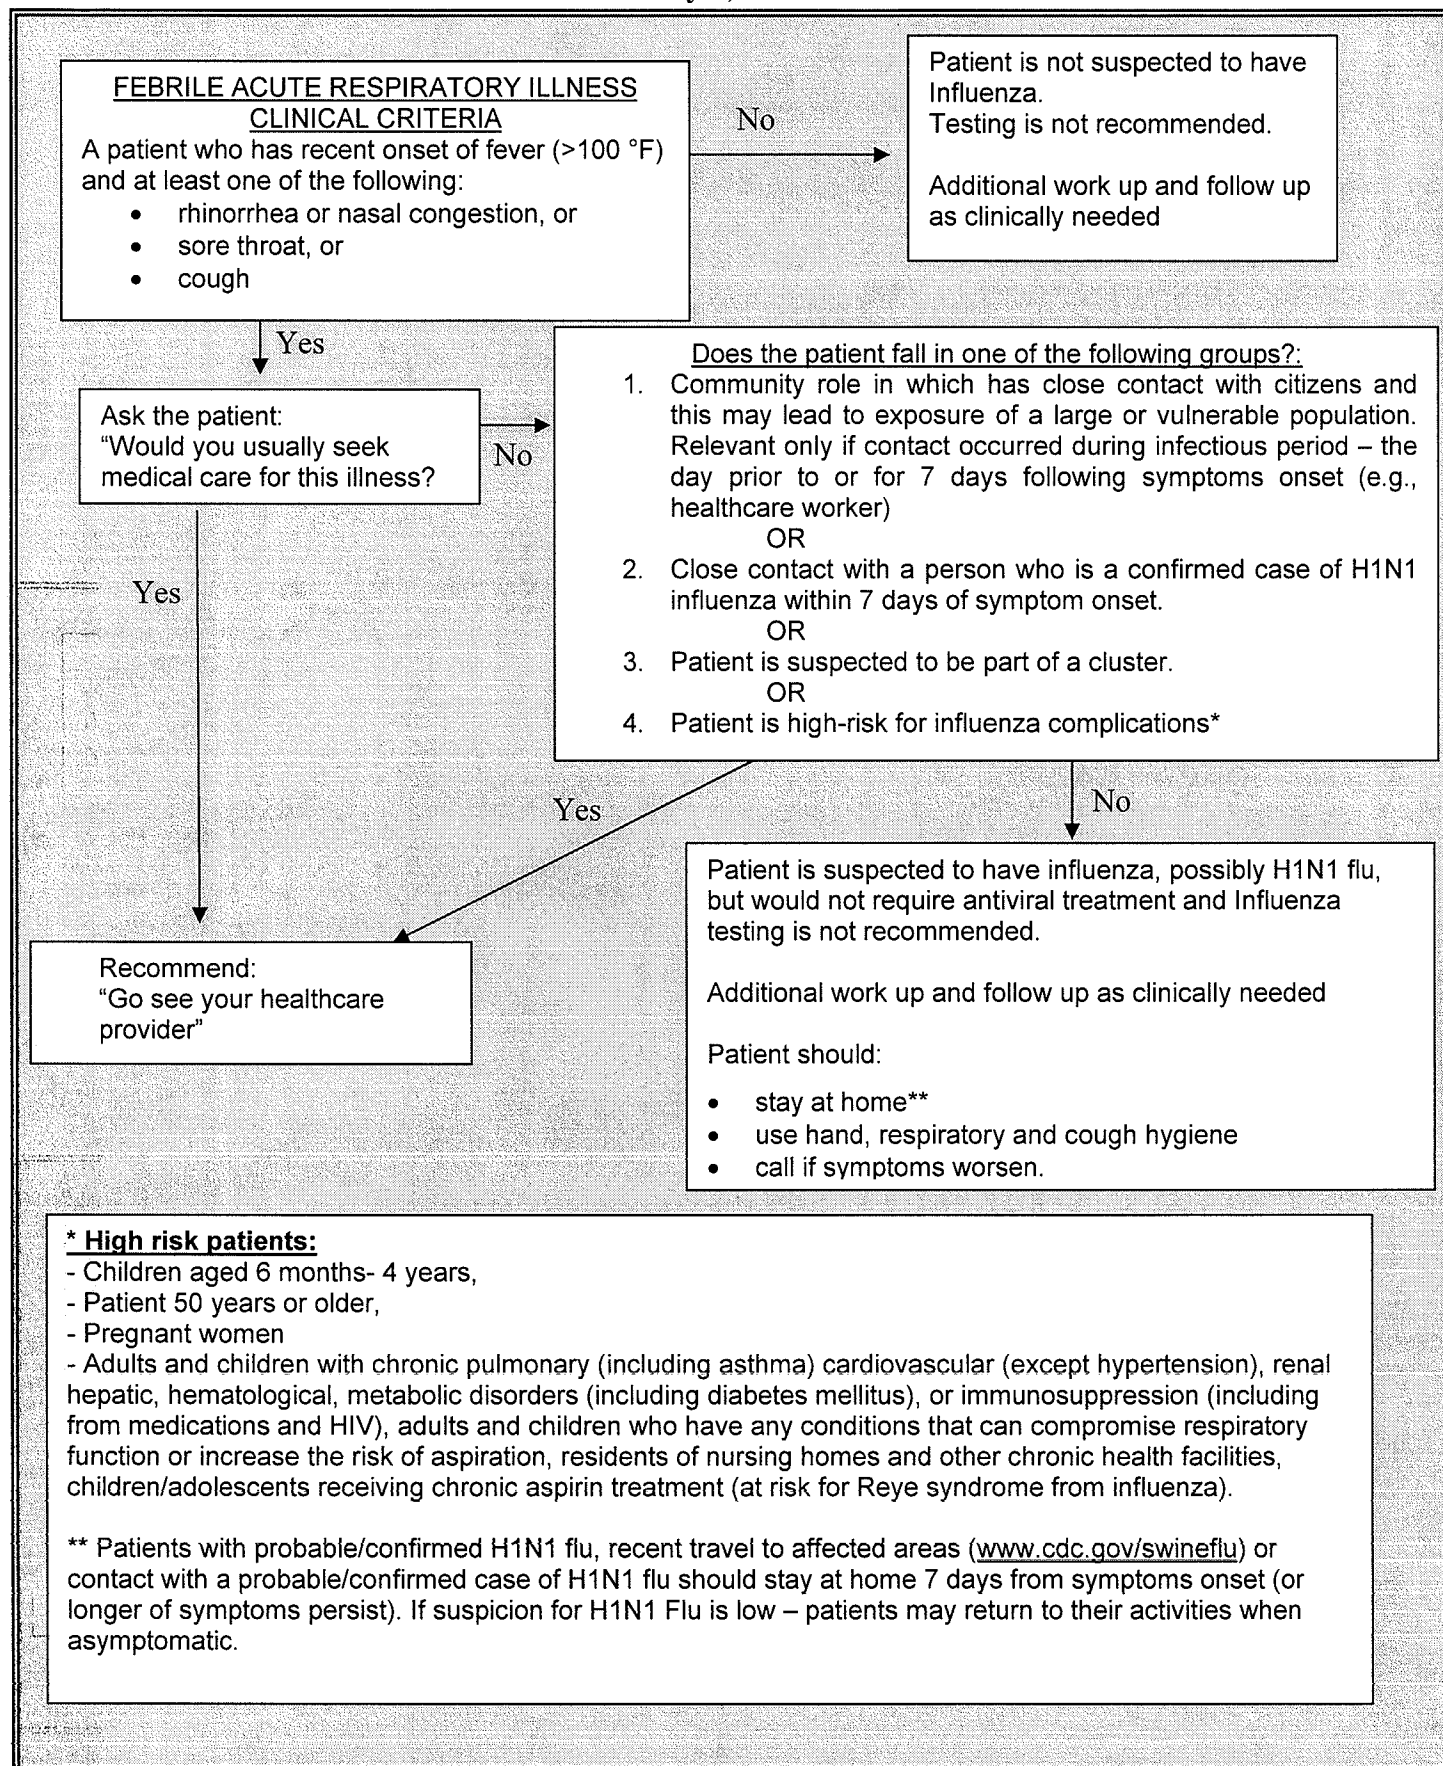 FEBRILE ACUTE RESPIRATORY ILLNESS
CLINICAL CRITERIA
A patient who has recent onset of fever (>100 °F)
and at least one of the following:
• rhinorrhea or nasal congestion, or
• sore throat, or
• cough
No
Patient is not suspected to have
Influenza.
Testing is not recommended.
Additional work up and follow up
as clinically needed
Yes
Ask the patient:
“Would you usually seek
medical care for this illness?
No
Does the patient fall in one of the following groups?:
1. Community role in which has close contact with citizens and
this may lead to exposure of a large or vulnerable population.
Relevant only if contact occurred during infectious period – the
day prior to or for 7 days following symptoms onset (e.g.,
healthcare worker)
OR
2. Close contact with a person who is a confirmed case of H1N1
influenza within 7 days of symptom onset.
OR
3. Patient is suspected to be part of a cluster.
OR
4. Patient is high-risk for influenza complications*
Yes
Yes
No
Recommend:
“Go see your healthcare
provider”
Patient is suspected to have influenza, possibly H1N1 flu,
but would not require antiviral treatment and Influenza
testing is not recommended.
Additional work up and follow up as clinically needed
Patient should:
• stay at home**
• use hand, respiratory and cough hygiene
• call if symptoms worsen.
* High risk patients:
- Children aged 6 months- 4 years,
- Patient 50 years or older,
- Pregnant women
- Adults and children with chronic pulmonary (including asthma) cardiovascular (except hypertension), renal
hepatic, hematological, metabolic disorders (including diabetes mellitus), or immunosuppression (including
from medications and HIV), adults and children who have any conditions that can compromise respiratory
function or increase the risk of aspiration, residents of nursing homes and other chronic health facilities,
children/adolescents receiving chronic aspirin treatment (at risk for Reye syndrome from influenza).
** Patients with probable/confirmed H1N1 flu, recent travel to affected areas (www.cdc.gov/swineflu) or
contact with a probable/confirmed case of H1N1 flu should stay at home 7 days from symptoms onset (or
longer of symptoms persist). If suspicion for H1N1 Flu is low – patients may return to their activities when
asymptomatic.